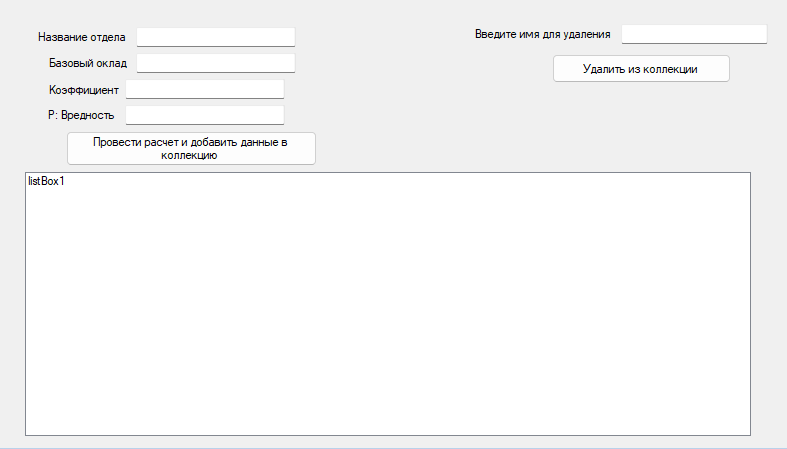 Название отдела
Базовый оклад
Коэффициент
P: Вредность
Провести расчет и добавить данные в
коллекцию
Введите имя для удаления
Удалить из коллекции
listBox1